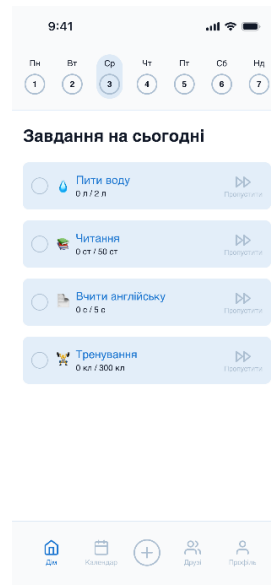 9:41
Пн Вт Ср Чт Пт Сб Нд
1 2 3 4 5 6 7
Завдання на сьогодні
Пити воду
0 л / 2 л
Пропустити
Читання
0 ст / 50 ст
Пропустити
Вчити англійську
0 с / 5 с
Пропустити
Тренування
0 кл / 300 кл
Пропустити
Дім Календар Друзі Профіль